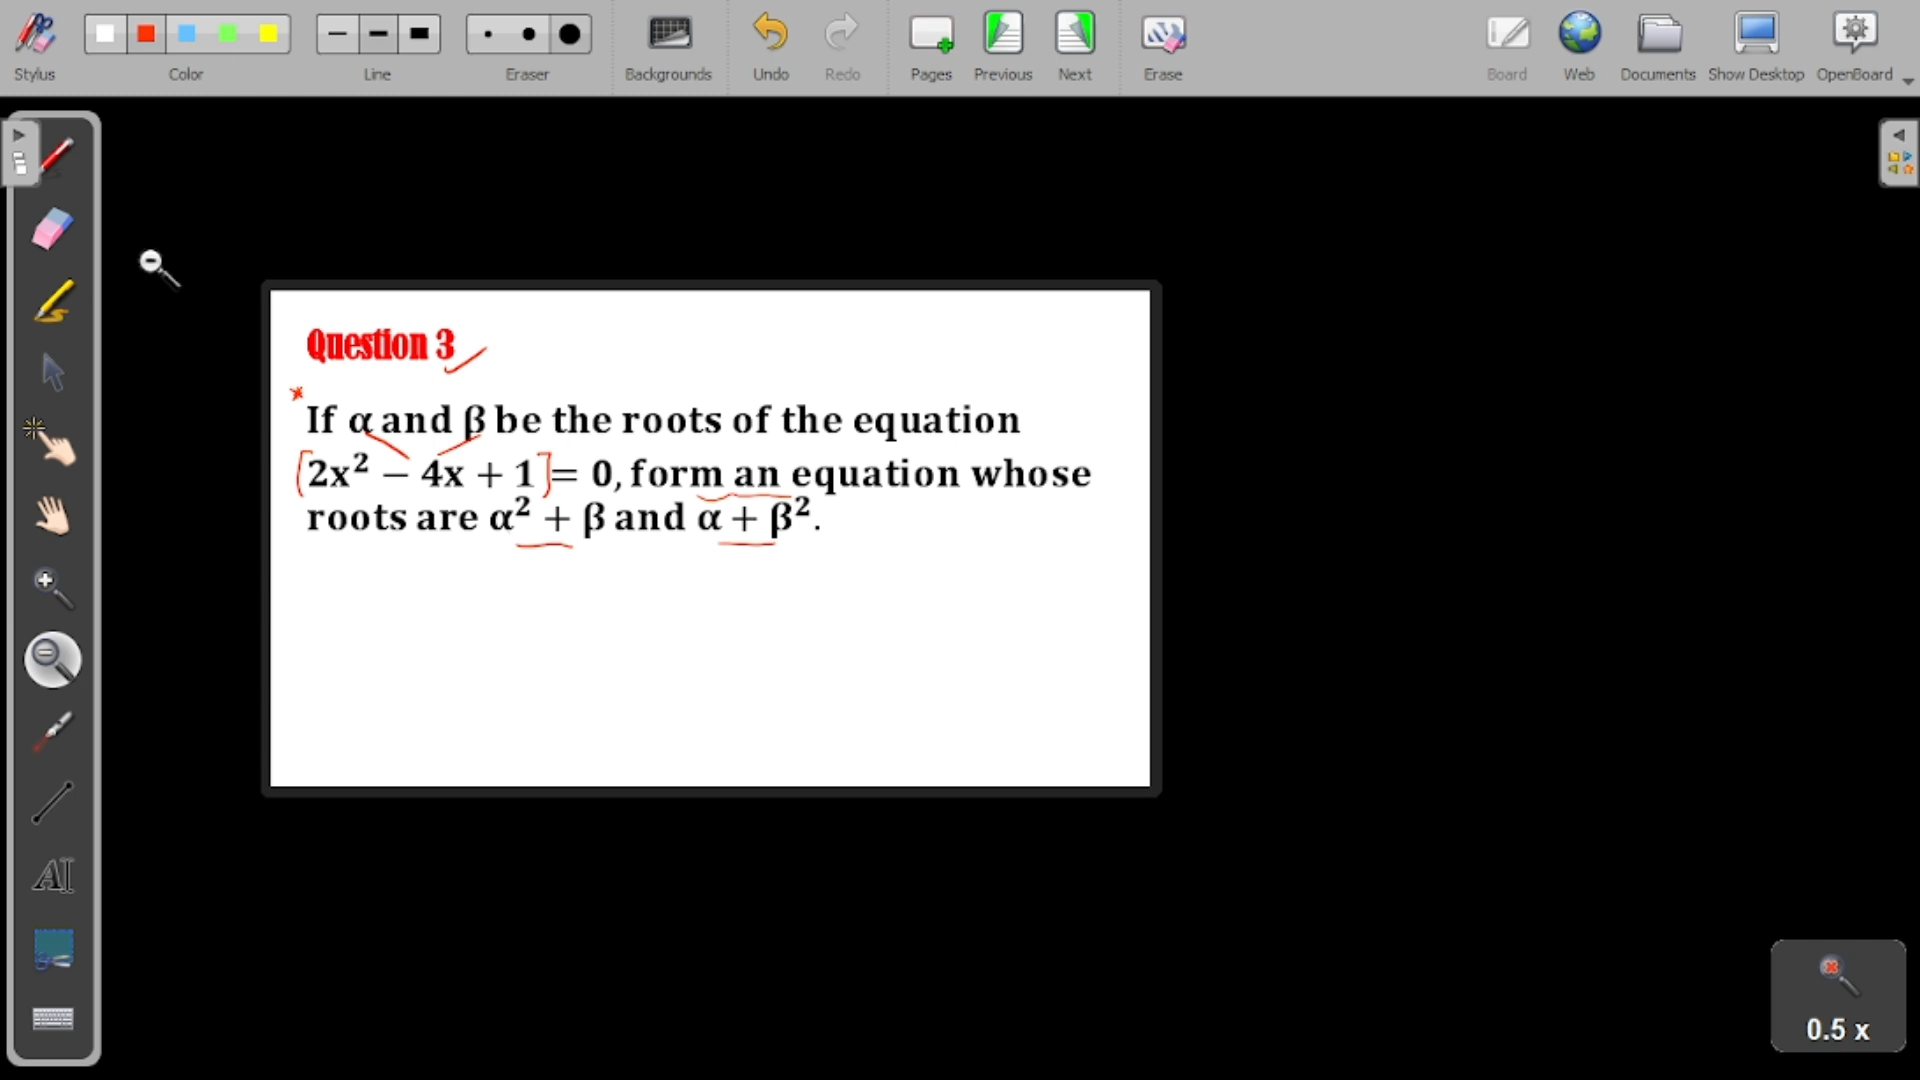 Stylus
Color
Line
Eraser
Backgrounds
Undo
Redo
Pages
Previous
Next
Erase
Board
Web
Documents
Show Desktop
OpenBoard
Question 3
If α and β be the roots of the equation
2x² − 4x + 1 = 0, form an equation whose
roots are α² + β and α + β².
AI
0.5 x